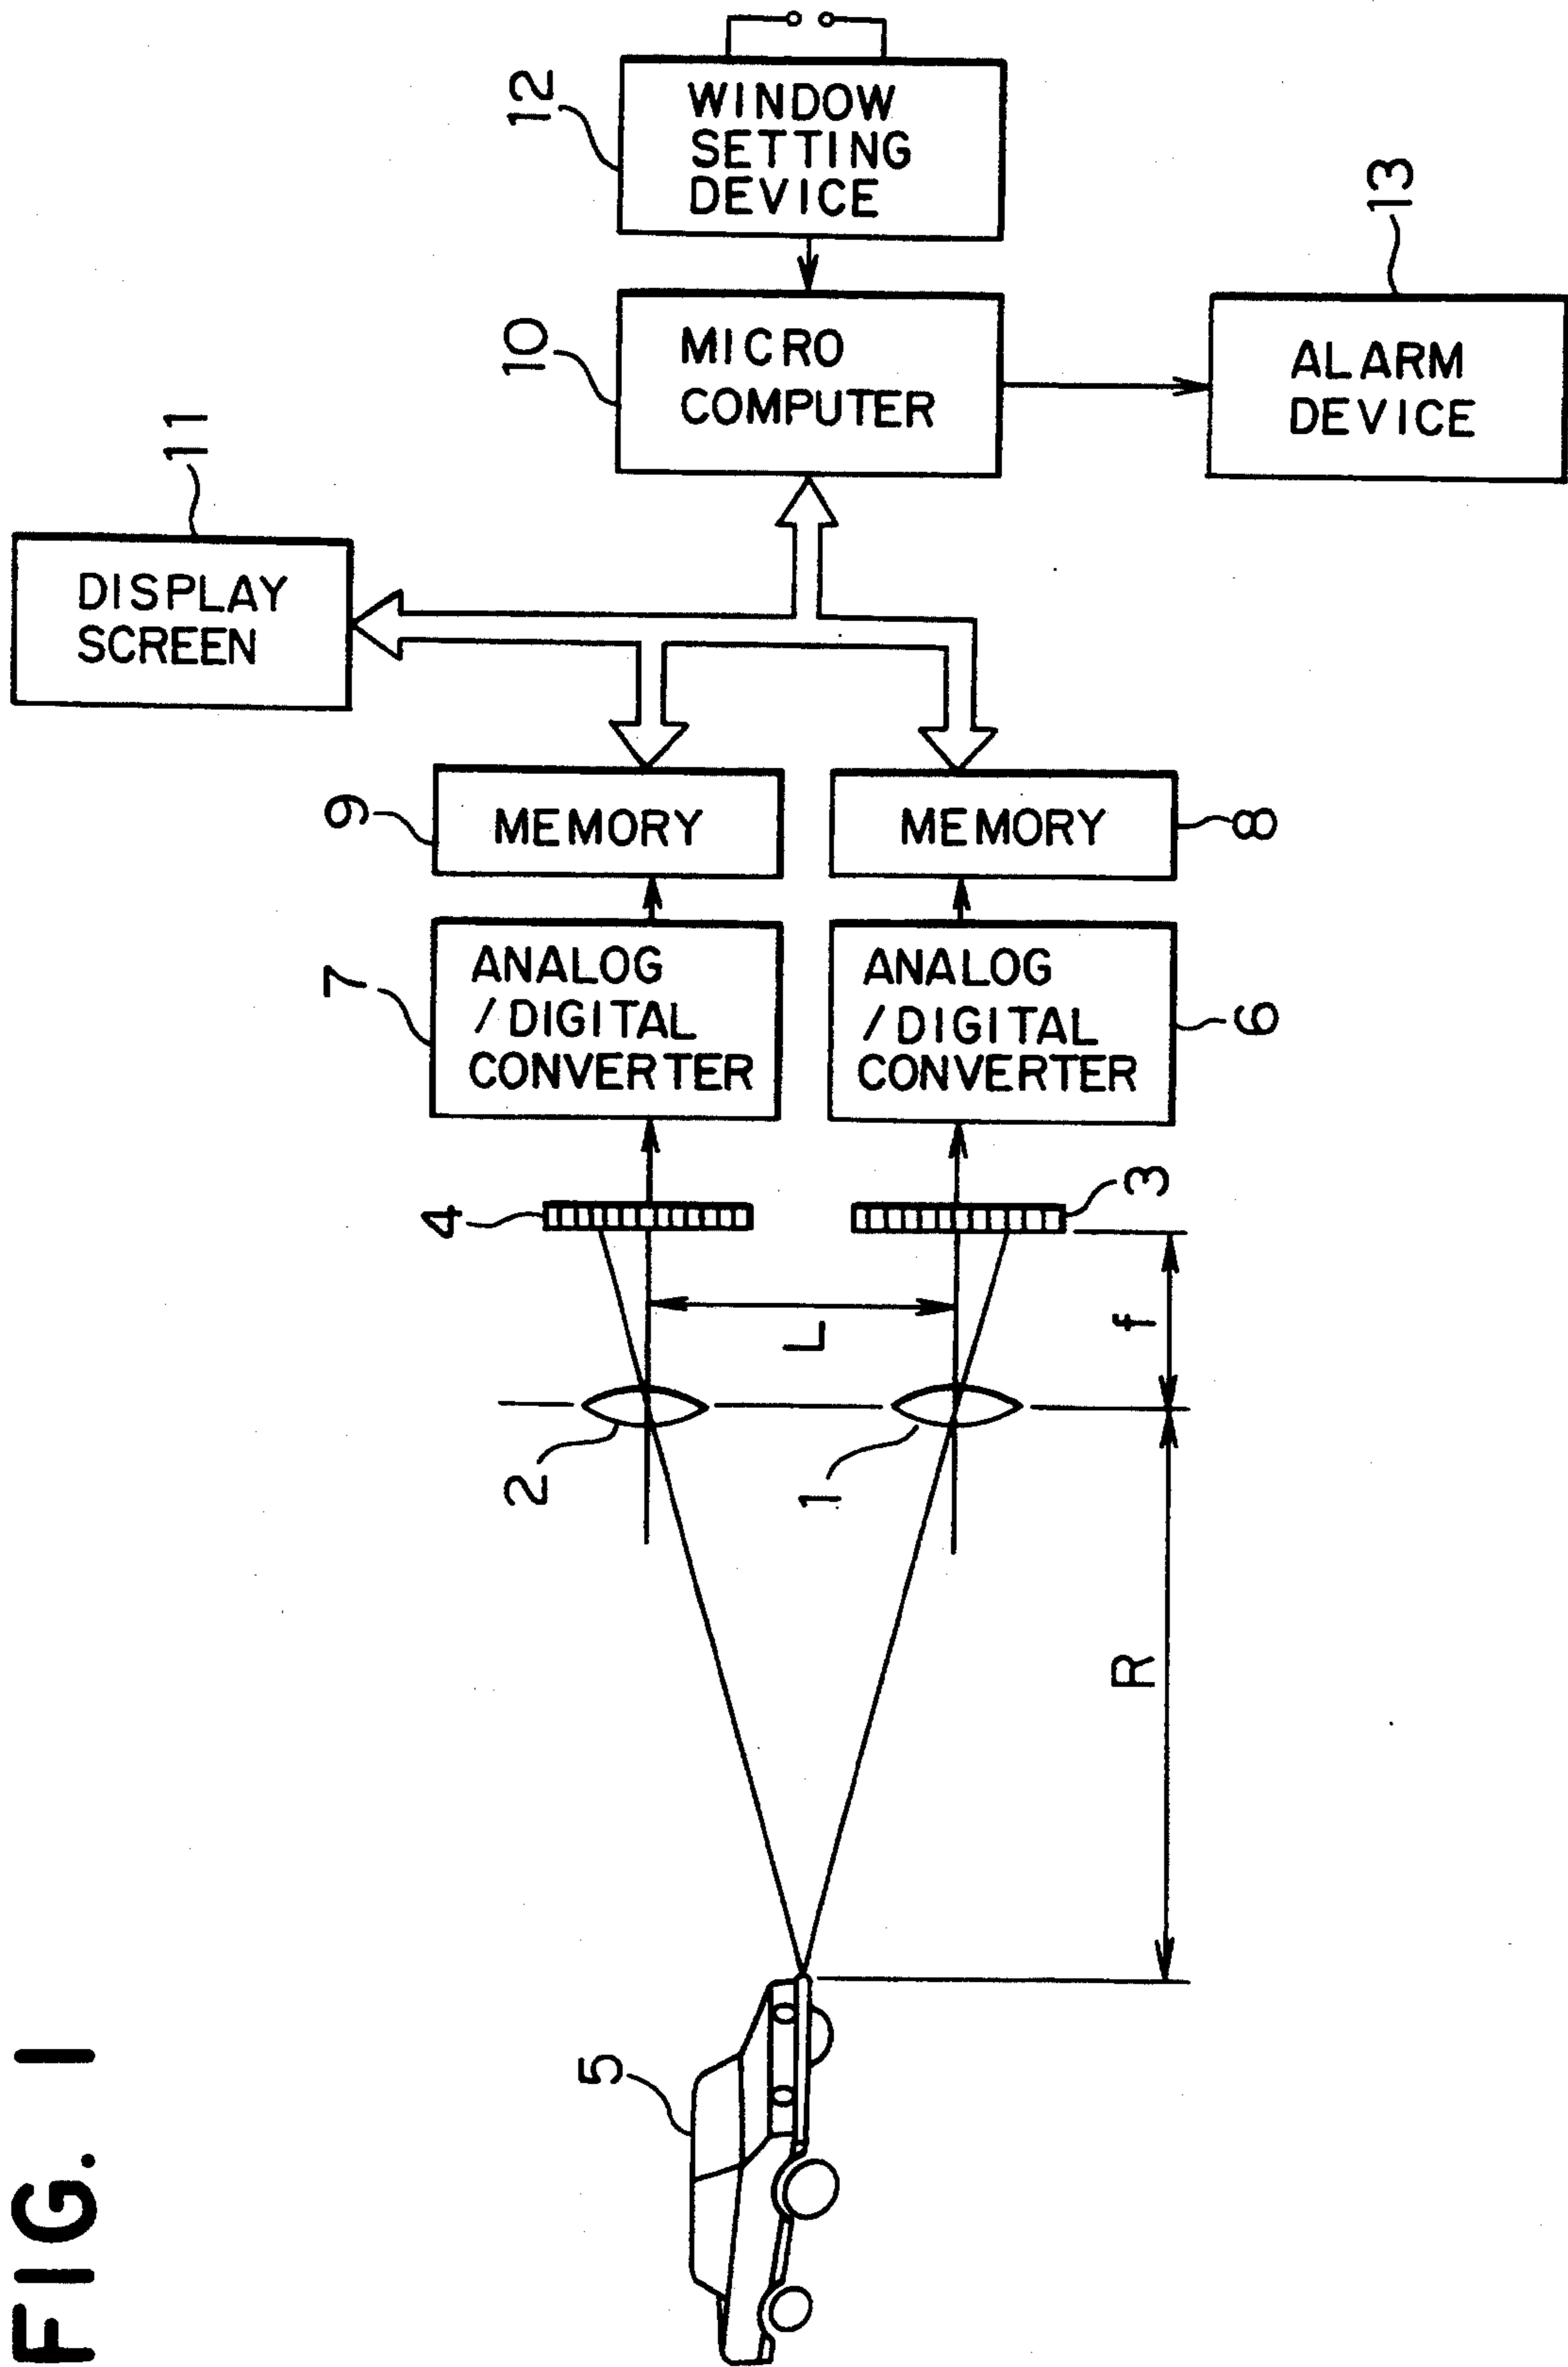 FIG. 1
11
DISPLAY
SCREEN
12
WINDOW
SETTING
DEVICE
10
MICRO
COMPUTER
13
ALARM
DEVICE
9
MEMORY
MEMORY
8
7
ANALOG
/DIGITAL
CONVERTER
ANALOG
/DIGITAL
CONVERTER
6
4
3
L
f
2
1
R
5